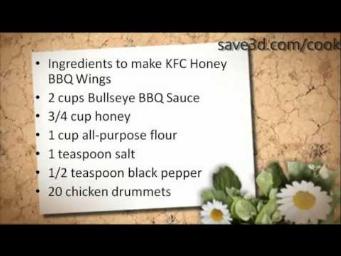 save3d.com/cook
• Ingredients to make KFC Honey
BBQ Wings
• 2 cups Bullseye BBQ Sauce
• 3/4 cup honey
• 1 cup all-purpose flour
• 1 teaspoon salt
• 1/2 teaspoon black pepper
• 20 chicken drummets